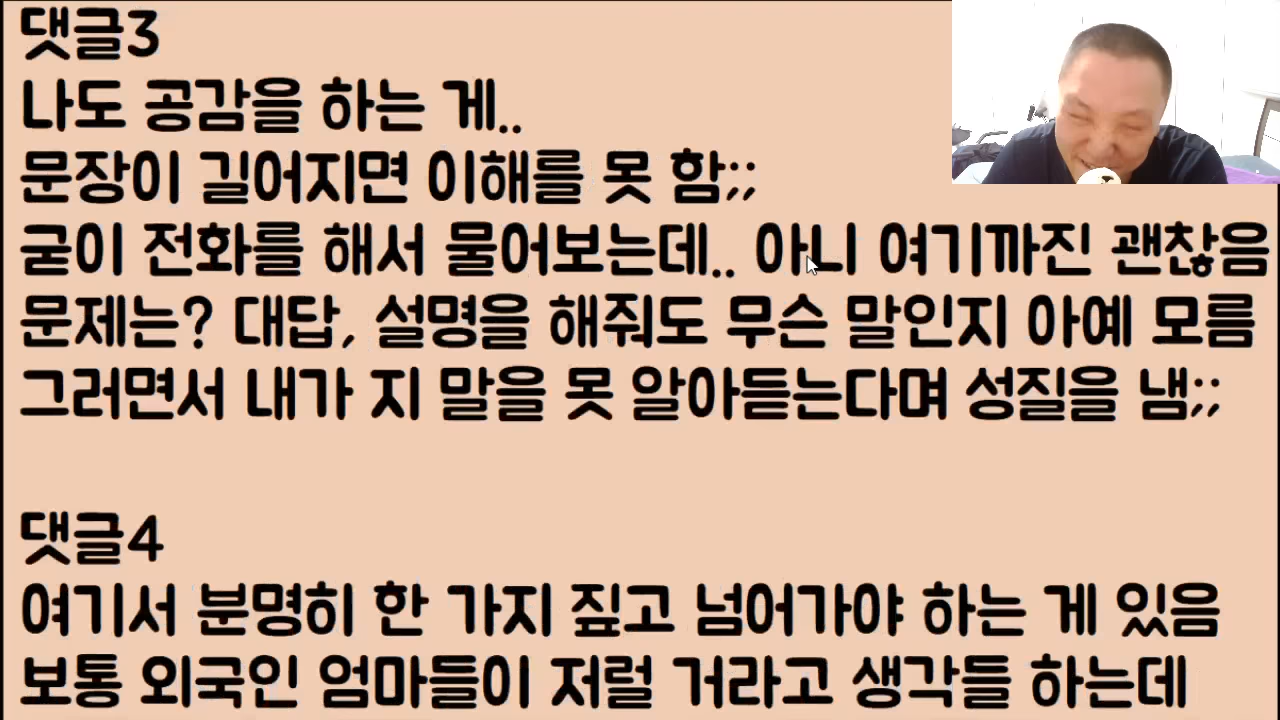 댓글3
나도 공감을 하는 게..
문장이 길어지면 이해를 못 함;;
굳이 전화를 해서 물어보는데.. 아니 여기까진 괜찮음
문제는? 대답, 설명을 해줘도 무슨 말인지 아예 모름
그러면서 내가 지 말을 못 알아듣는다며 성질을 냄;;
댓글4
여기서 분명히 한 가지 짚고 넘어가야 하는 게 있음
보통 외국인 엄마들이 저럴 거라고 생각들 하는데